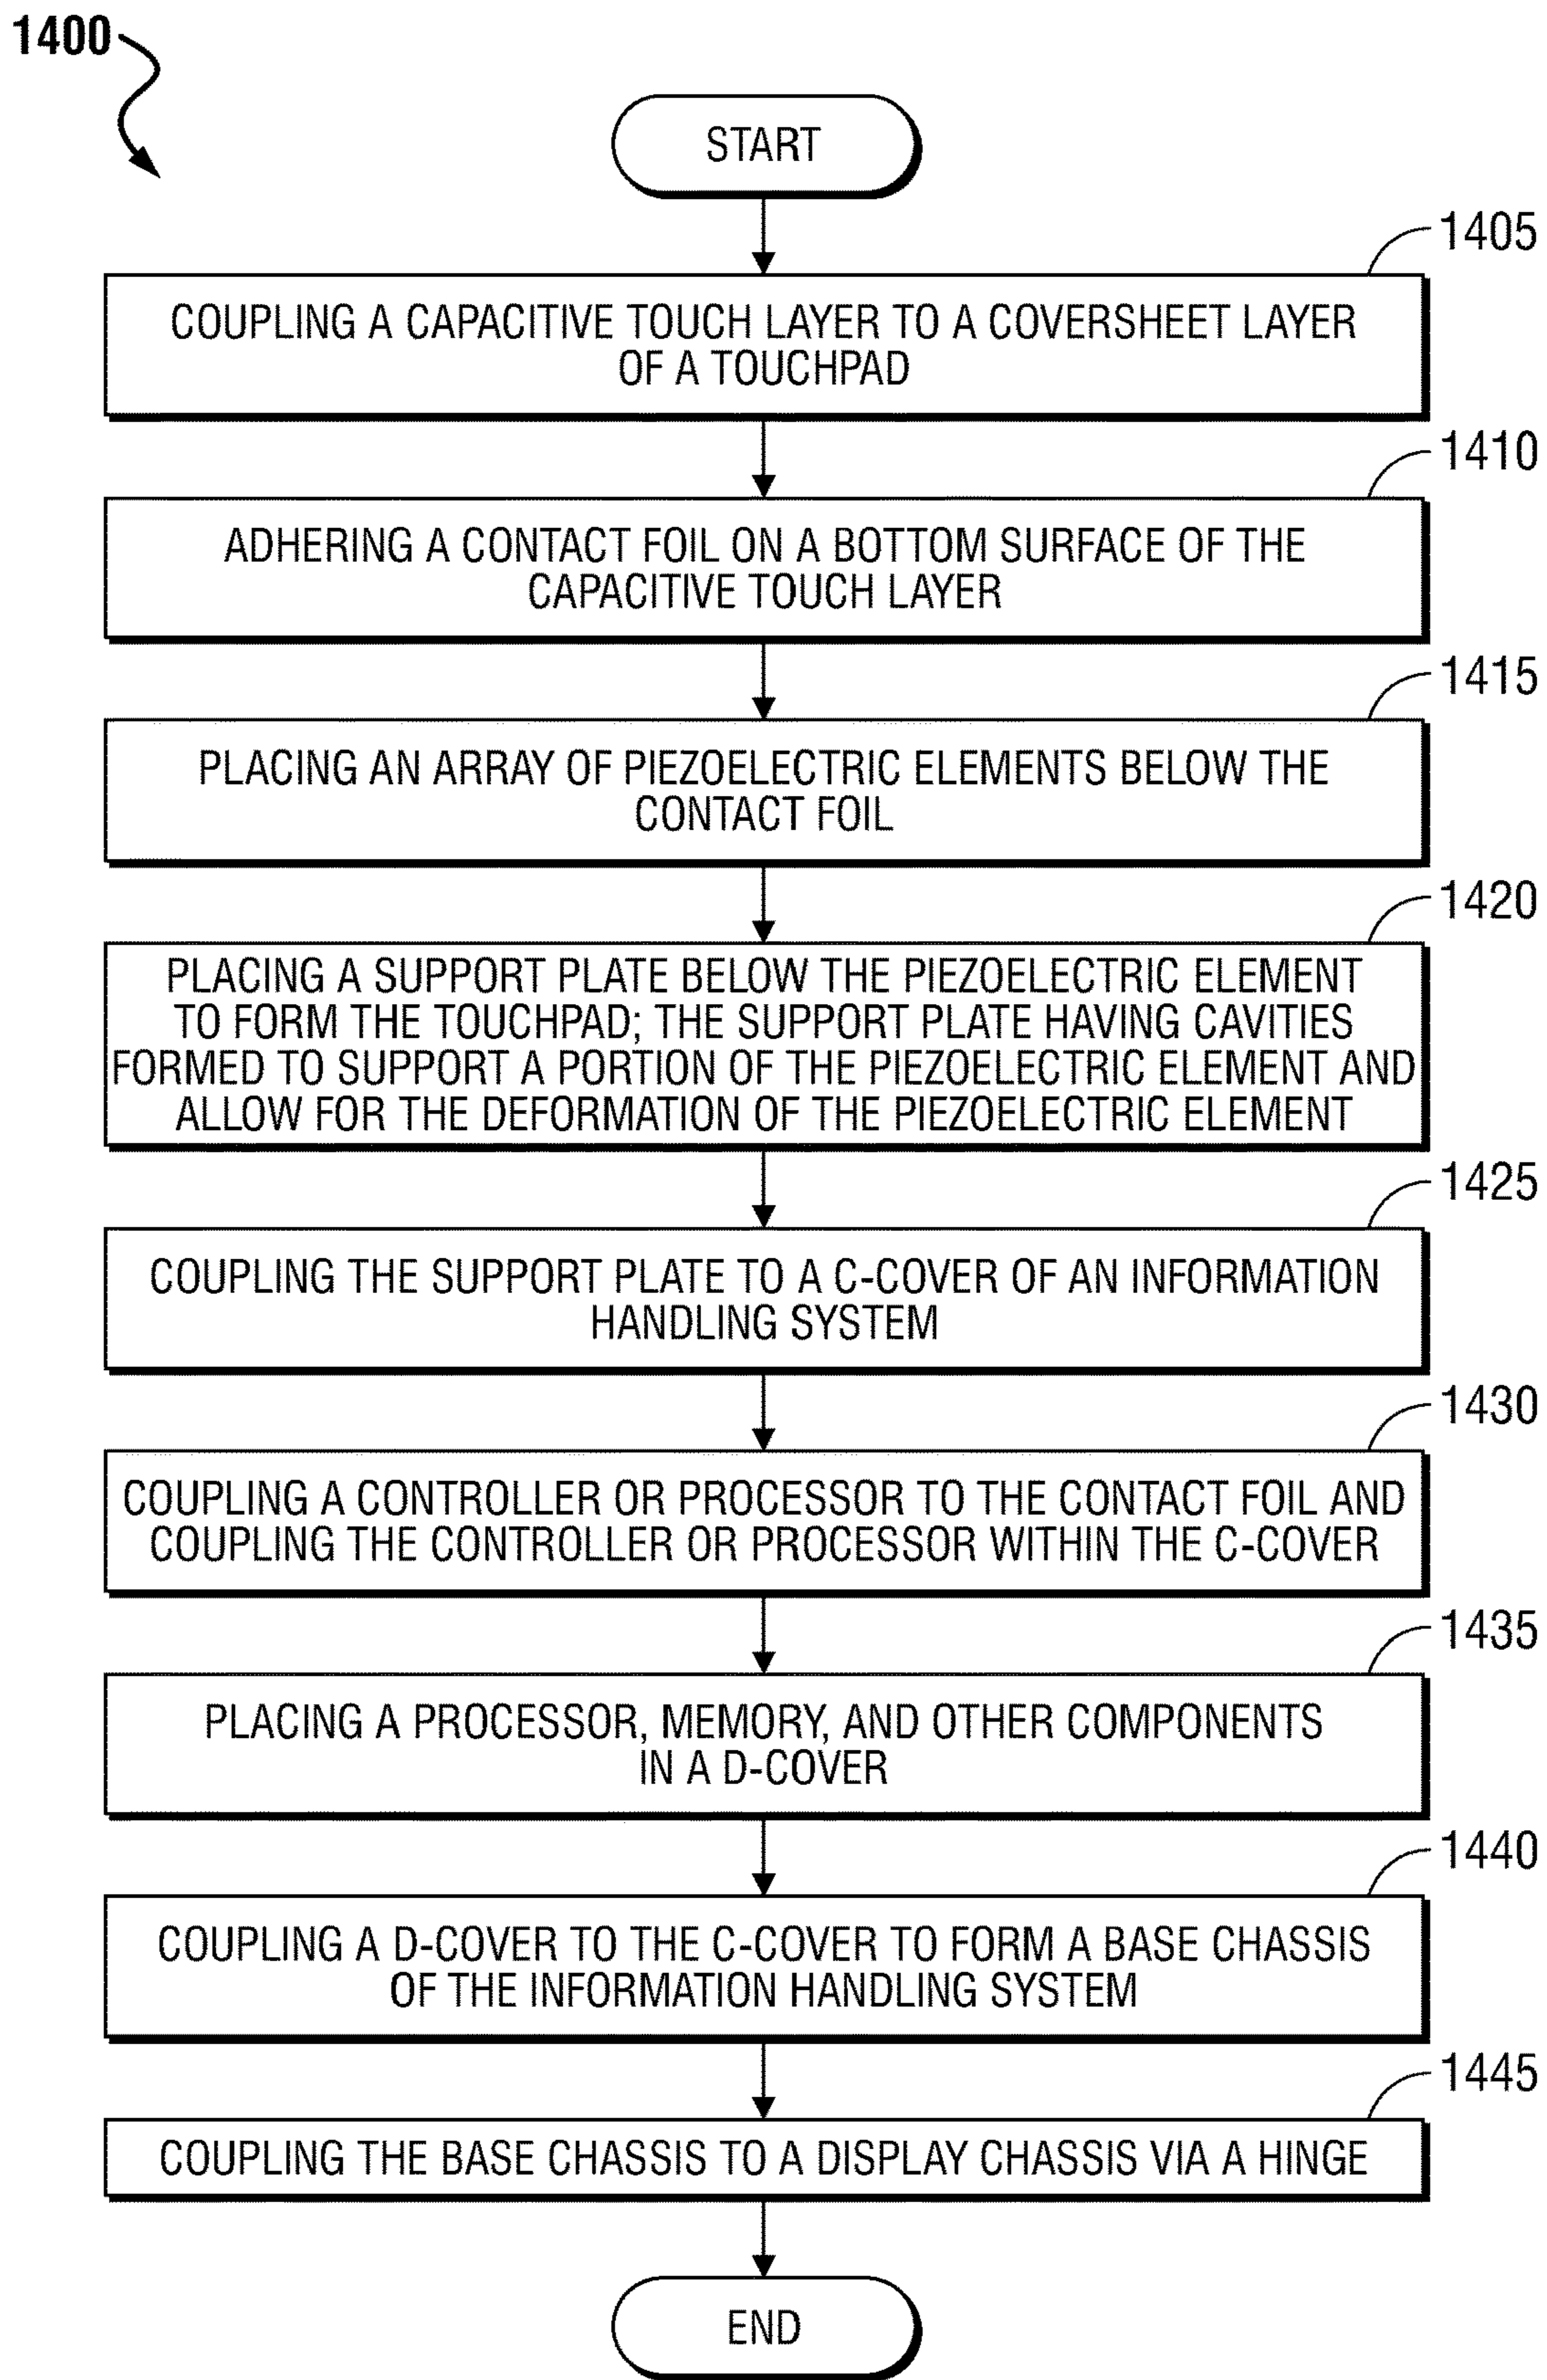 1400
START
1405
COUPLING A CAPACITIVE TOUCH LAYER TO A COVERSHEET LAYER
OF A TOUCHPAD
1410
ADHERING A CONTACT FOIL ON A BOTTOM SURFACE OF THE
CAPACITIVE TOUCH LAYER
1415
PLACING AN ARRAY OF PIEZOELECTRIC ELEMENTS BELOW THE
CONTACT FOIL
1420
PLACING A SUPPORT PLATE BELOW THE PIEZOELECTRIC ELEMENT
TO FORM THE TOUCHPAD; THE SUPPORT PLATE HAVING CAVITIES
FORMED TO SUPPORT A PORTION OF THE PIEZOELECTRIC ELEMENT AND
ALLOW FOR THE DEFORMATION OF THE PIEZOELECTRIC ELEMENT
1425
COUPLING THE SUPPORT PLATE TO A C-COVER OF AN INFORMATION
HANDLING SYSTEM
1430
COUPLING A CONTROLLER OR PROCESSOR TO THE CONTACT FOIL AND
COUPLING THE CONTROLLER OR PROCESSOR WITHIN THE C-COVER
1435
PLACING A PROCESSOR, MEMORY, AND OTHER COMPONENTS
IN A D-COVER
1440
COUPLING A D-COVER TO THE C-COVER TO FORM A BASE CHASSIS
OF THE INFORMATION HANDLING SYSTEM
1445
COUPLING THE BASE CHASSIS TO A DISPLAY CHASSIS VIA A HINGE
END